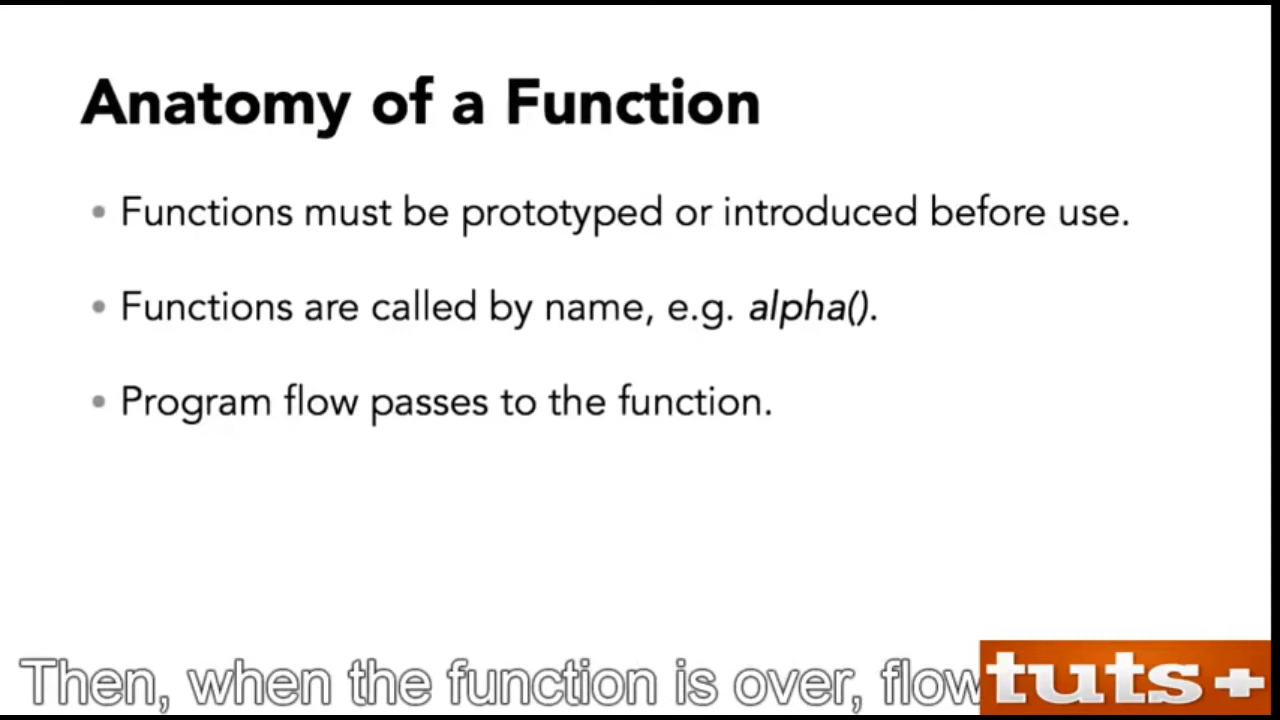 Anatomy of a Function
• Functions must be prototyped or introduced before use.
• Functions are called by name, e.g. alpha().
• Program flow passes to the function.
Then, when the function is over, flow
tuts+